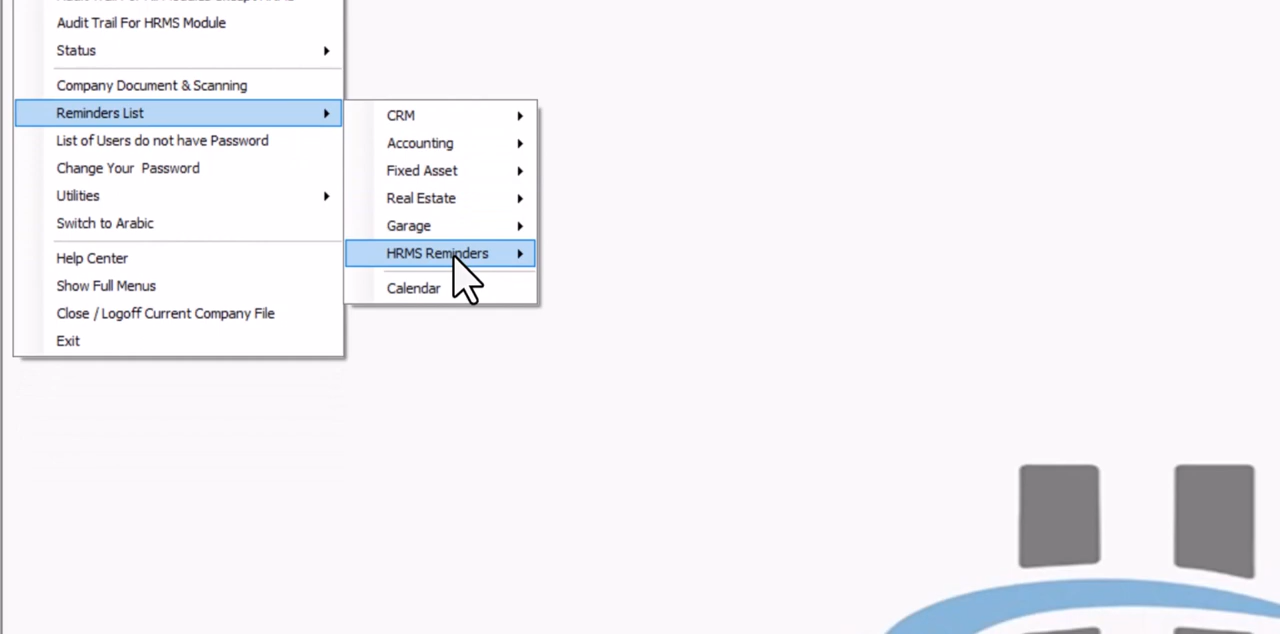 Audit Trail For HRMS Module
Status
Company Document & Scanning
Reminders List
List of Users do not have Password
Change Your  Password
Utilities
Switch to Arabic
Help Center
Show Full Menus
Close / Logoff Current Company File
Exit
CRM
Accounting
Fixed Asset
Real Estate
Garage
HRMS Reminders
Calendar